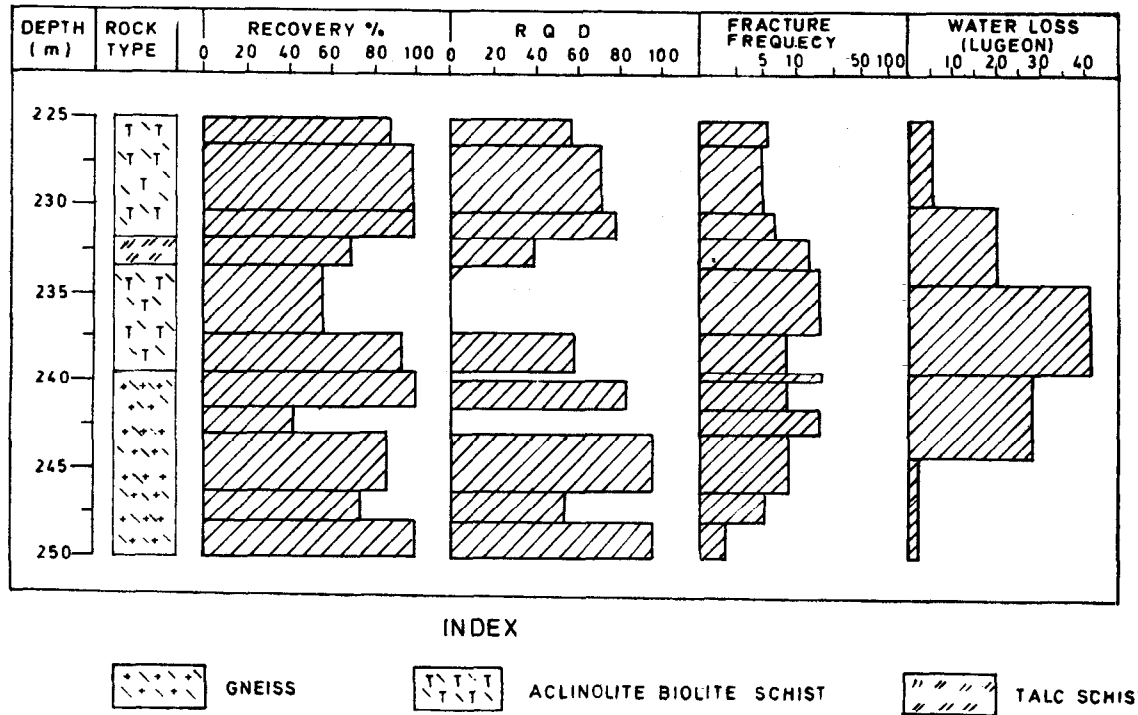 DEPTH (m)
ROCK TYPE
RECOVERY %
0 20 40 60 80 100
R Q D
0 20 40 60 80 100
FRACTURE FREQUECY
5 10 50 100
WATER LOSS (LUGEON)
10 20 30 40
225
230
235
240
245
250
INDEX
GNEISS
ACLINOLITE BIOLITE SCHIST
TALC SCHIS